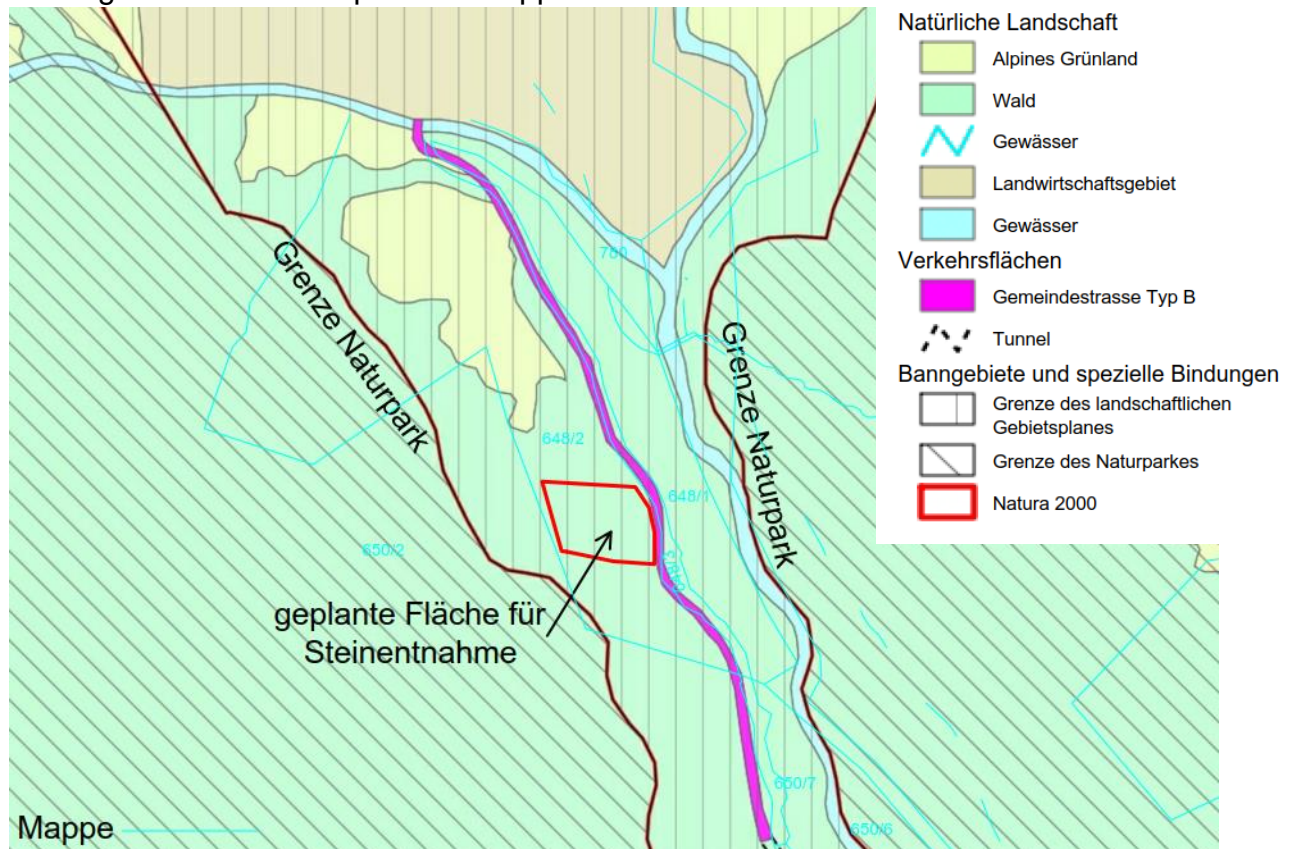 Natürliche Landschaft
Alpines Grünland
Wald
Gewässer
Landwirtschaftsgebiet
Gewässer
Verkehrsflächen
Gemeindestrasse Typ B
Tunnel
Banngebiete und spezielle Bindungen
Grenze des landschaftlichen
Gebietsplanes
Grenze des Naturparkes
Natura 2000
760
Grenze Naturpark
Grenze Naturpark
648/2
648/1
650/2
geplante Fläche für
Steinentnahme
650/7
650/6
Mappe